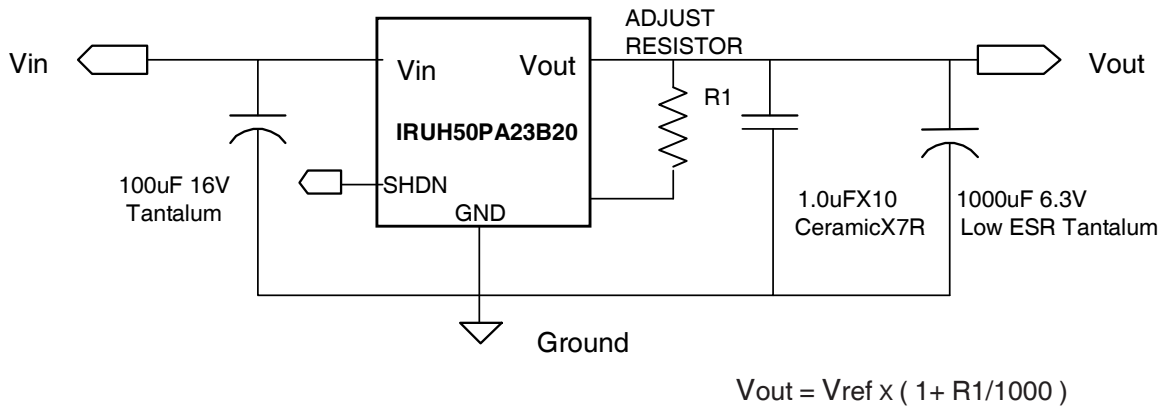 ADJUST
RESISTOR
Vin
Vin
Vout
Vout
R1
IRUH50PA23B20
SHDN
GND
100uF 16V
Tantalum
1.0uFX10
CeramicX7R
1000uF 6.3V
Low ESR Tantalum
Ground
Vout = Vref x ( 1+ R1/1000 )